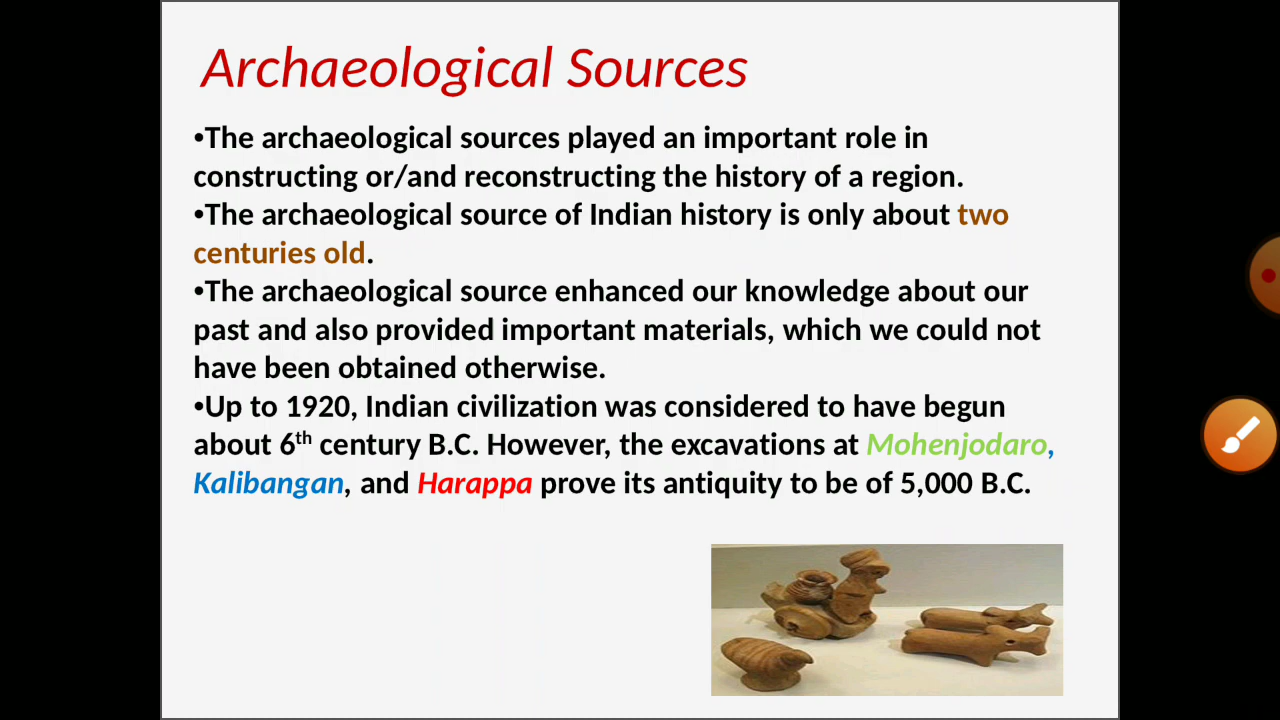 Archaeological Sources
•The archaeological sources played an important role in
constructing or/and reconstructing the history of a region.
•The archaeological source of Indian history is only about two
centuries old.
•The archaeological source enhanced our knowledge about our
past and also provided important materials, which we could not
have been obtained otherwise.
•Up to 1920, Indian civilization was considered to have begun
about 6th century B.C. However, the excavations at Mohenjodaro,
Kalibangan, and Harappa prove its antiquity to be of 5,000 B.C.